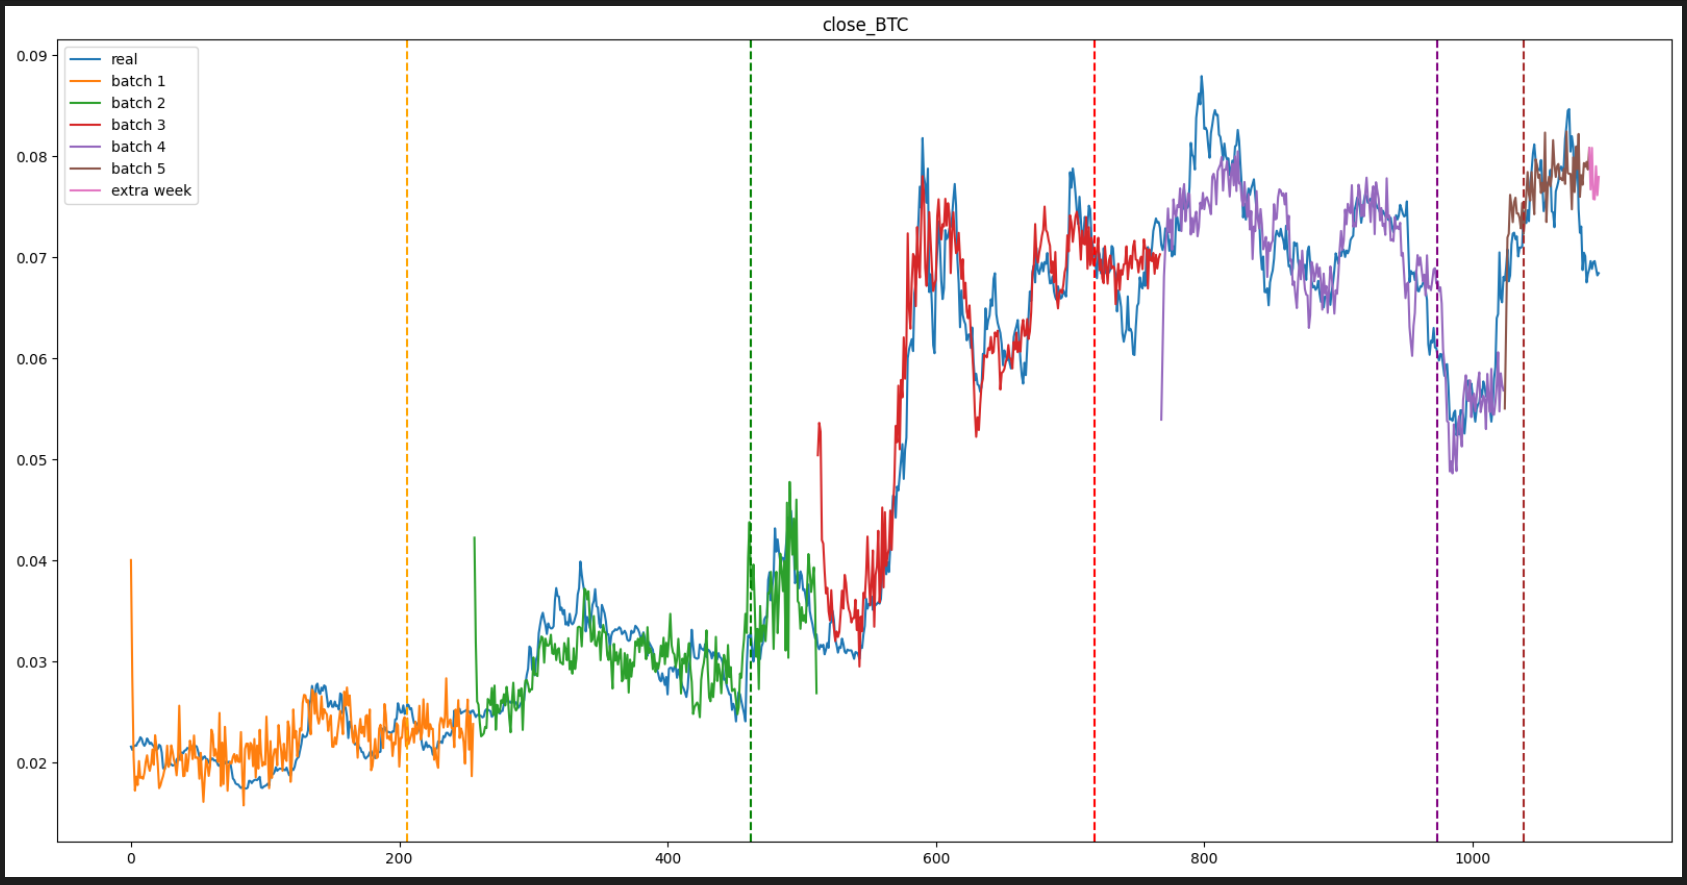 close_BTC
real
batch 1
batch 2
batch 3
batch 4
batch 5
extra week
0.09
0.08
0.07
0.06
0.05
0.04
0.03
0.02
0 200 400 600 800 1000